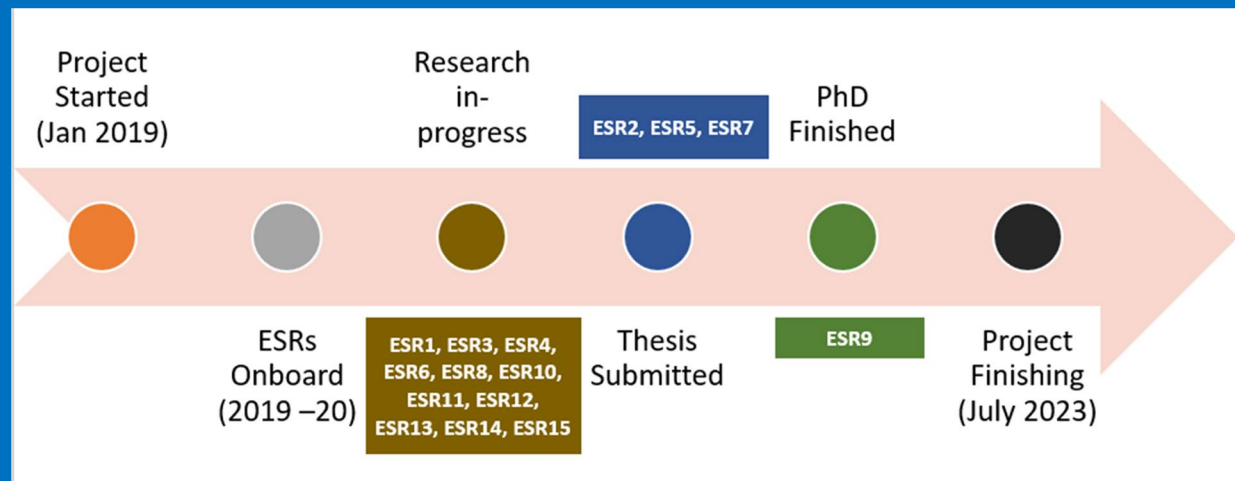 Project
Started
(Jan 2019)
ESRs
Onboard
(2019 –20)
Research
in-
progress
ESR1, ESR3, ESR4,
ESR6, ESR8, ESR10,
ESR11, ESR12,
ESR13, ESR14, ESR15
ESR2, ESR5, ESR7
Thesis
Submitted
PhD
Finished
ESR9
Project
Finishing
(July 2023)